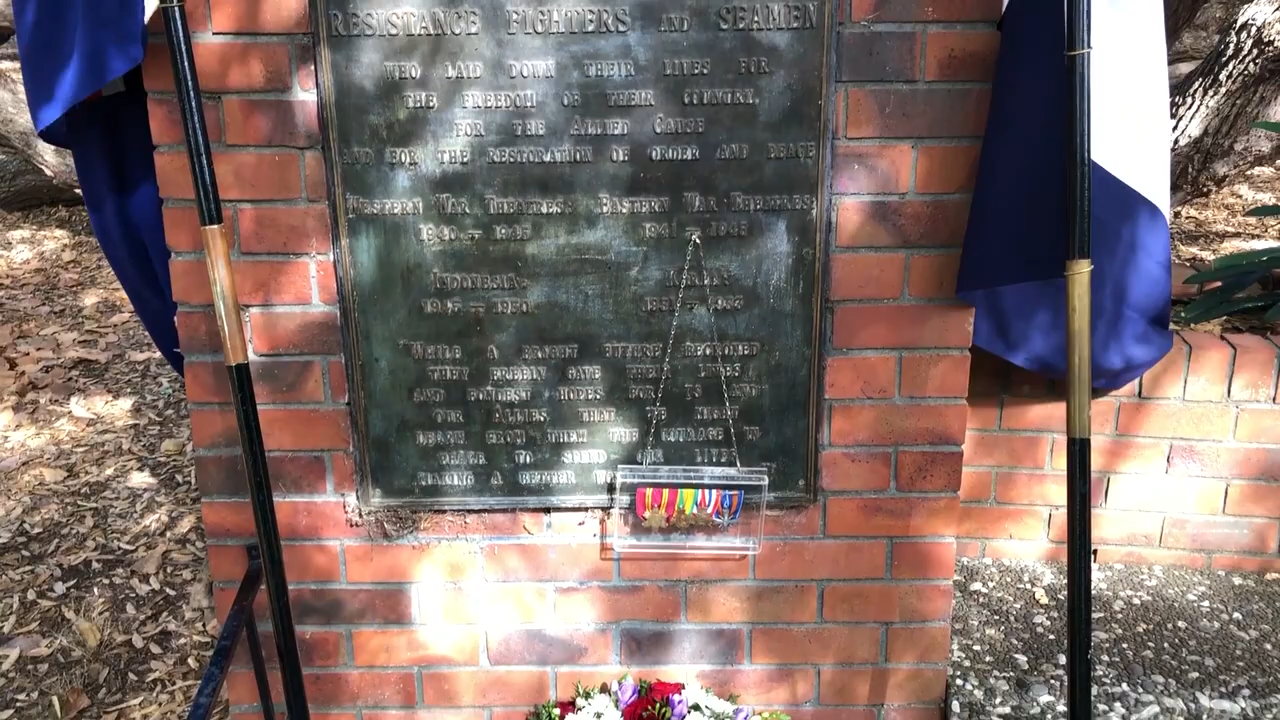 RESISTANCE FIGHTERS AND SEAMEN
WHO LAID DOWN THEIR LIVES FOR
THE FREEDOM OF THEIR COUNTRY,
FOR THE ALLIED CAUSE
AND FOR THE RESTORATION OF ORDER AND PEACE
WESTERN WAR THEATRES: EASTERN WAR THEATRES:
1940 — 1945 1941 — 1945
INDONESIA: KOREA:
1945 — 1950 1950 — 1953
"WHILE A BRIGHT FUTURE BECKONED
THEY FREELY GAVE THEIR LIVES
AND FONDEST HOPES FOR US AND
OUR ALLIES THAT WE MIGHT
LEARN FROM THEM THE COURAGE IN
PEACE TO SPEND OUR LIVES
MAKING A BETTER